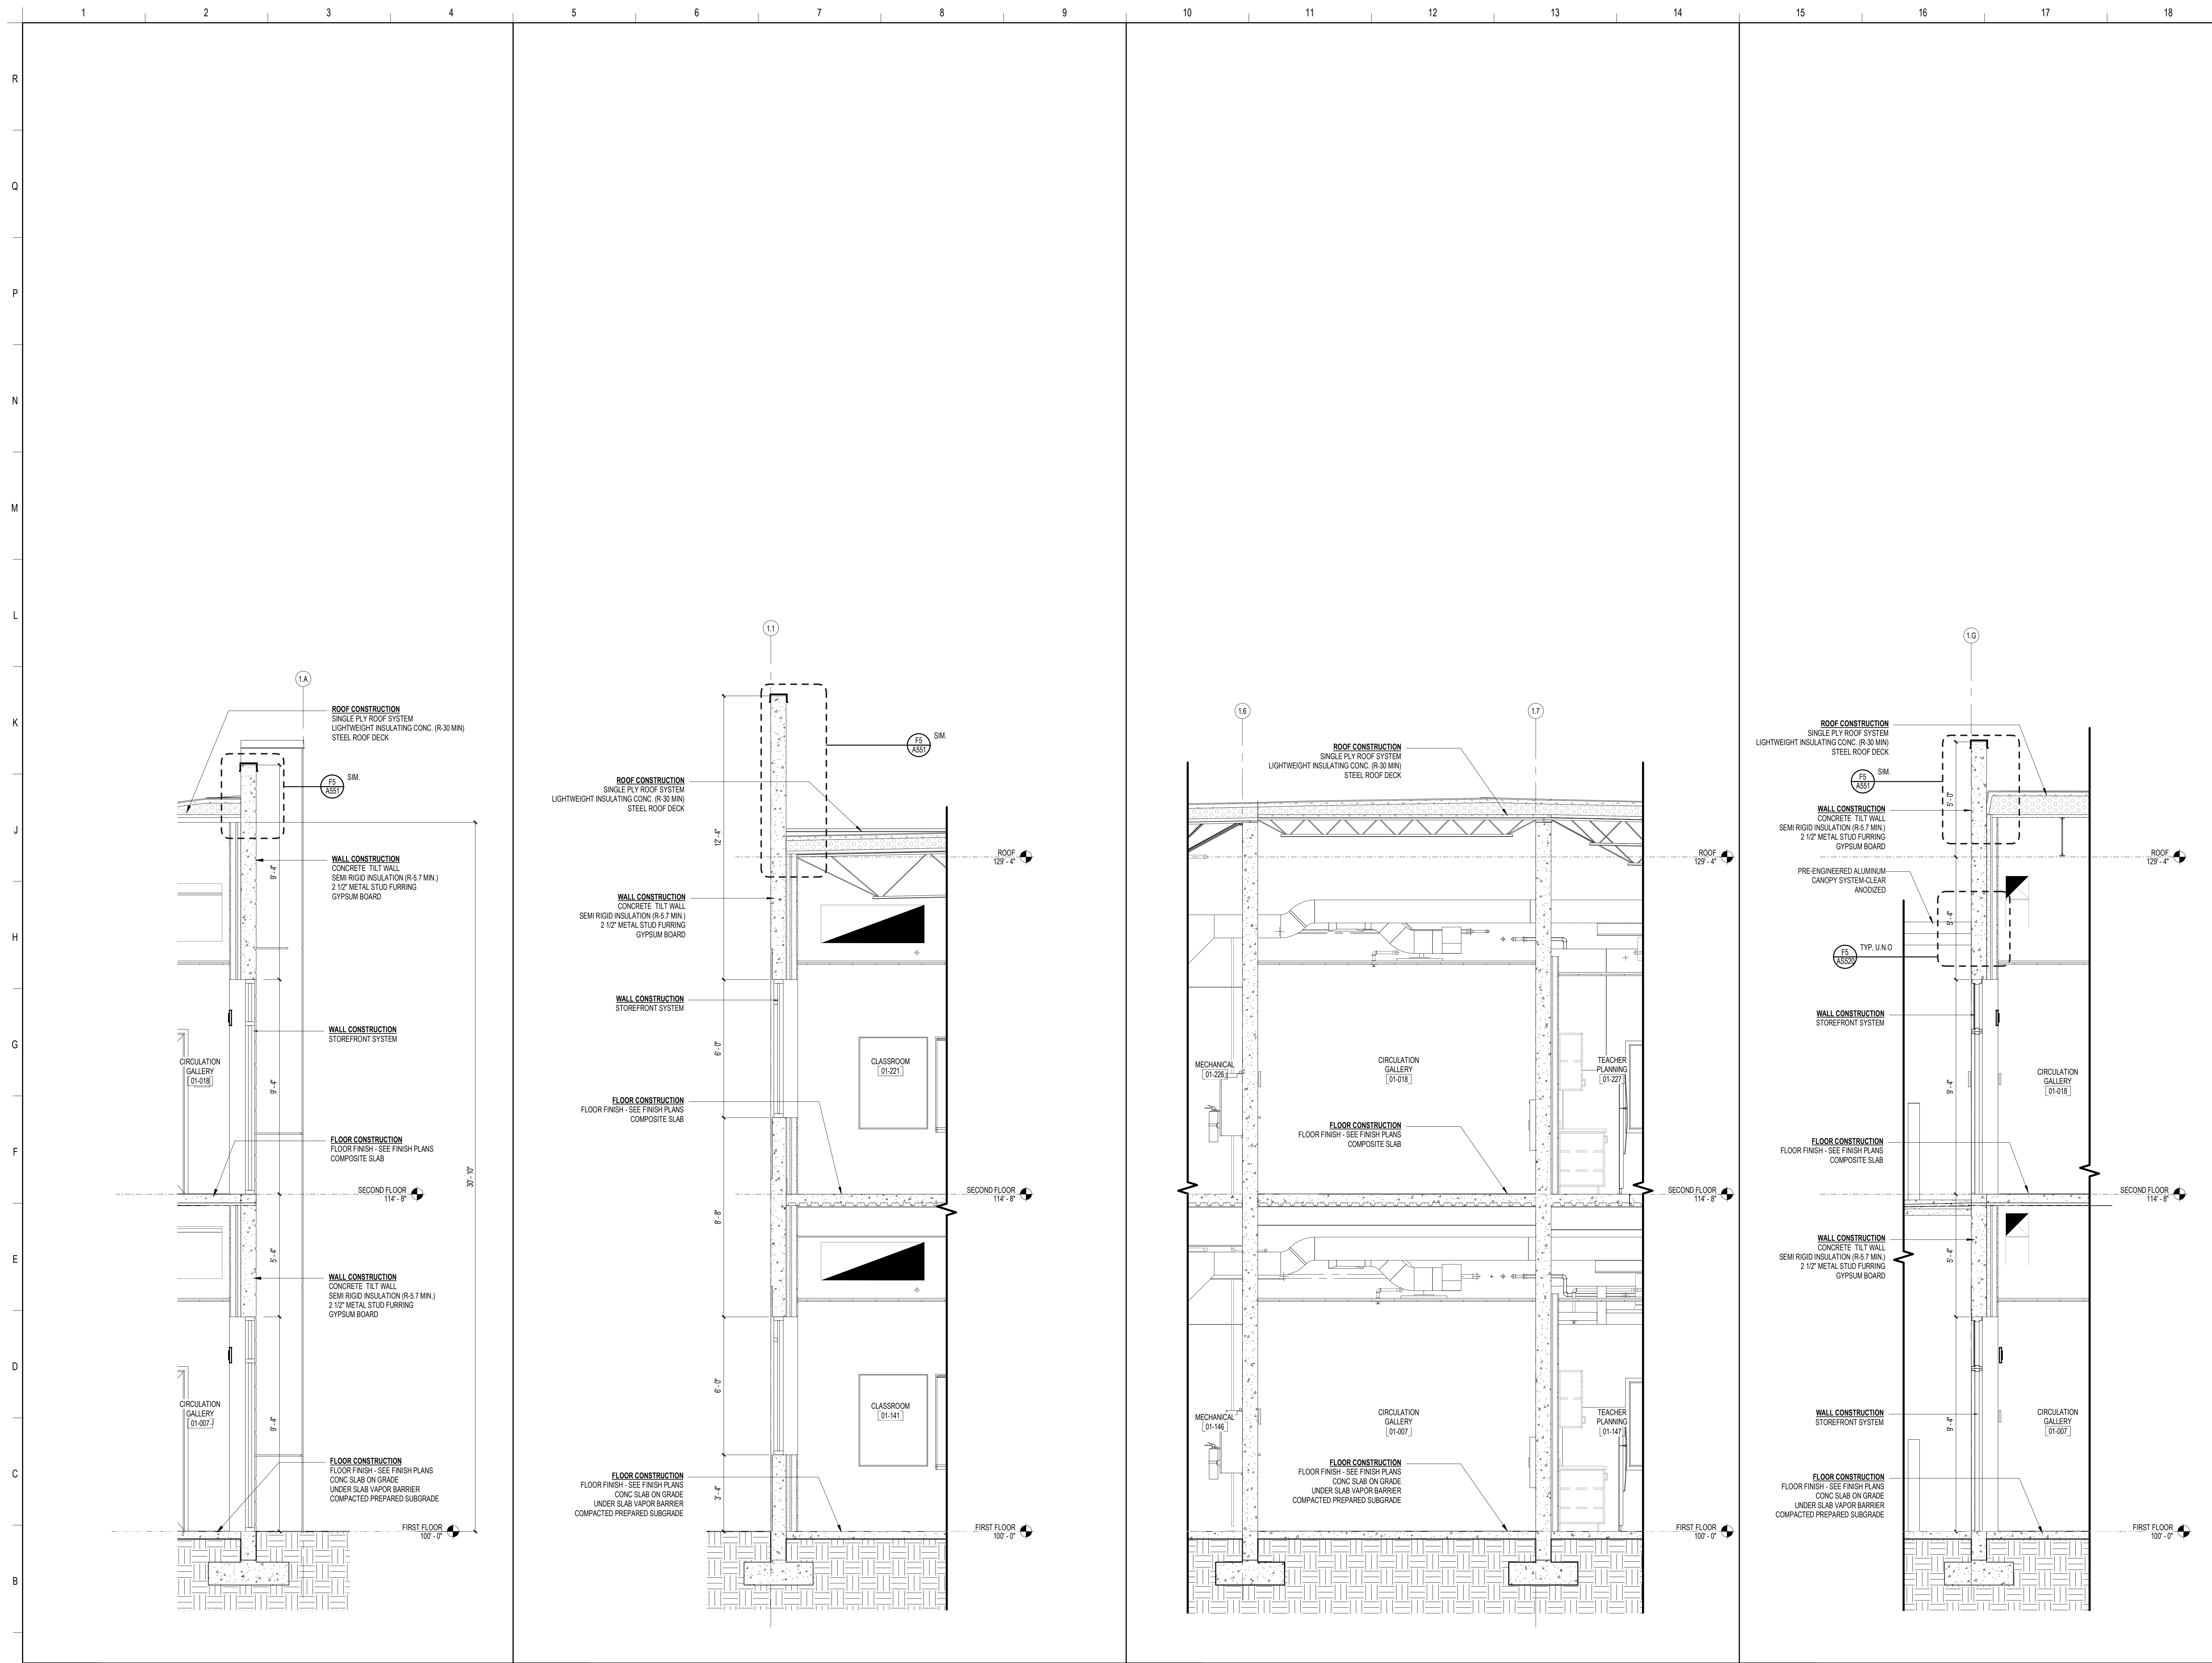 1 2 3 4 5 6 7 8 9 10 11 12 13 14 15 16 17 18
R
Q
P
N
M
L
K
J
H
G
F
E
D
C
B
1.A
ROOF CONSTRUCTION
SINGLE PLY ROOF SYSTEM
LIGHTWEIGHT INSULATING CONC. (R-30 MIN)
STEEL ROOF DECK
F5
A551
SIM.
WALL CONSTRUCTION
CONCRETE TILT WALL
SEMI RIGID INSULATION (R-5.7 MIN.)
2 1/2" METAL STUD FURRING
GYPSUM BOARD
9' - 4"
WALL CONSTRUCTION
STOREFRONT SYSTEM
CIRCULATION
GALLERY
01-018
9' - 4"
FLOOR CONSTRUCTION
FLOOR FINISH - SEE FINISH PLANS
COMPOSITE SLAB
30' - 10"
SECOND FLOOR
114' - 8"
5' - 4"
WALL CONSTRUCTION
CONCRETE TILT WALL
SEMI RIGID INSULATION (R-5.7 MIN.)
2 1/2" METAL STUD FURRING
GYPSUM BOARD
CIRCULATION
GALLERY
01-007
9' - 4"
FLOOR CONSTRUCTION
FLOOR FINISH - SEE FINISH PLANS
CONC SLAB ON GRADE
UNDER SLAB VAPOR BARRIER
COMPACTED PREPARED SUBGRADE
FIRST FLOOR
100' - 0"
1.1
F5
A551
SIM.
ROOF CONSTRUCTION
SINGLE PLY ROOF SYSTEM
LIGHTWEIGHT INSULATING CONC. (R-30 MIN)
STEEL ROOF DECK
12' - 4"
ROOF
129' - 4"
WALL CONSTRUCTION
CONCRETE TILT WALL
SEMI RIGID INSULATION (R-5.7 MIN.)
2 1/2" METAL STUD FURRING
GYPSUM BOARD
WALL CONSTRUCTION
STOREFRONT SYSTEM
6' - 0"
CLASSROOM
01-221
FLOOR CONSTRUCTION
FLOOR FINISH - SEE FINISH PLANS
COMPOSITE SLAB
SECOND FLOOR
114' - 8"
8' - 8"
6' - 0"
CLASSROOM
01-141
FLOOR CONSTRUCTION
FLOOR FINISH - SEE FINISH PLANS
CONC SLAB ON GRADE
UNDER SLAB VAPOR BARRIER
COMPACTED PREPARED SUBGRADE
3' - 4"
FIRST FLOOR
100' - 0"
1.6
1.7
ROOF CONSTRUCTION
SINGLE PLY ROOF SYSTEM
LIGHTWEIGHT INSULATING CONC. (R-30 MIN)
STEEL ROOF DECK
ROOF
129' - 4"
MECHANICAL
01-226
CIRCULATION
GALLERY
01-018
TEACHER
PLANNING
01-227
FLOOR CONSTRUCTION
FLOOR FINISH - SEE FINISH PLANS
COMPOSITE SLAB
SECOND FLOOR
114' - 8"
MECHANICAL
01-146
CIRCULATION
GALLERY
01-007
TEACHER
PLANNING
01-147
FLOOR CONSTRUCTION
FLOOR FINISH - SEE FINISH PLANS
CONC SLAB ON GRADE
UNDER SLAB VAPOR BARRIER
COMPACTED PREPARED SUBGRADE
FIRST FLOOR
100' - 0"
1.G
ROOF CONSTRUCTION
SINGLE PLY ROOF SYSTEM
LIGHTWEIGHT INSULATING CONC. (R-30 MIN)
STEEL ROOF DECK
F5
A551
SIM.
5' - 0"
WALL CONSTRUCTION
CONCRETE TILT WALL
SEMI RIGID INSULATION (R-5.7 MIN.)
2 1/2" METAL STUD FURRING
GYPSUM BOARD
ROOF
129' - 4"
PRE-ENGINEERED ALUMINUM
CANOPY SYSTEM-CLEAR
ANODIZED
5' - 4"
F5
AS520
TYP, U.N.O
WALL CONSTRUCTION
STOREFRONT SYSTEM
CIRCULATION
GALLERY
01-018
9' - 4"
FLOOR CONSTRUCTION
FLOOR FINISH - SEE FINISH PLANS
COMPOSITE SLAB
SECOND FLOOR
114' - 8"
WALL CONSTRUCTION
CONCRETE TILT WALL
SEMI RIGID INSULATION (R-5.7 MIN.)
2 1/2" METAL STUD FURRING
GYPSUM BOARD
5' - 4"
WALL CONSTRUCTION
STOREFRONT SYSTEM
CIRCULATION
GALLERY
01-007
9' - 4"
FLOOR CONSTRUCTION
FLOOR FINISH - SEE FINISH PLANS
CONC SLAB ON GRADE
UNDER SLAB VAPOR BARRIER
COMPACTED PREPARED SUBGRADE
FIRST FLOOR
100' - 0"